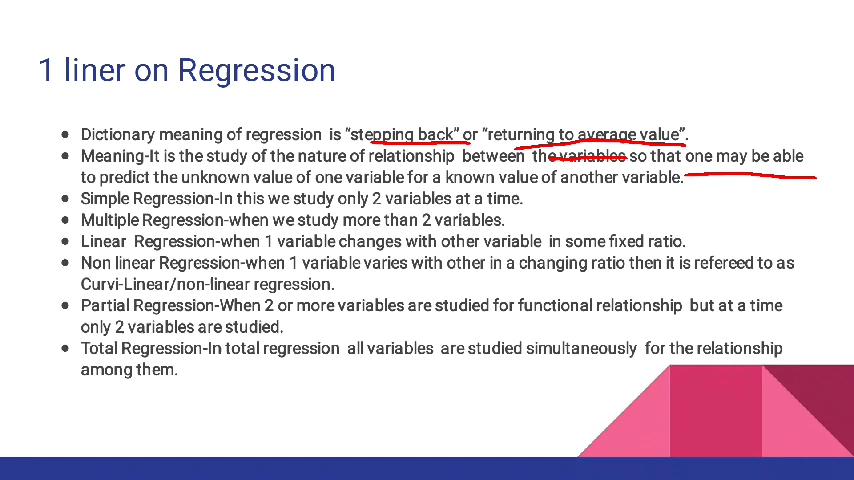 1 liner on Regression
● Dictionary meaning of regression is “stepping back” or “returning to average value”.
● Meaning-It is the study of the nature of relationship between the variables so that one may be able
to predict the unknown value of one variable for a known value of another variable.
● Simple Regression-In this we study only 2 variables at a time.
● Multiple Regression-when we study more than 2 variables.
● Linear Regression-when 1 variable changes with other variable in some fixed ratio.
● Non linear Regression-when 1 variable varies with other in a changing ratio then it is refereed to as
Curvi-Linear/non-linear regression.
● Partial Regression-When 2 or more variables are studied for functional relationship but at a time
only 2 variables are studied.
● Total Regression-In total regression all variables are studied simultaneously for the relationship
among them.